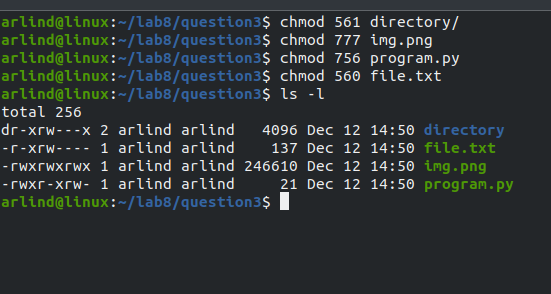 arlind@linux:~/lab8/question3$ chmod 561 directory/
arlind@linux:~/lab8/question3$ chmod 777 img.png
arlind@linux:~/lab8/question3$ chmod 756 program.py
arlind@linux:~/lab8/question3$ chmod 560 file.txt
arlind@linux:~/lab8/question3$ ls -l
total 256
dr-xrw---x 2 arlind arlind   4096 Dec 12 14:50 directory
-r-xrw---- 1 arlind arlind    137 Dec 12 14:50 file.txt
-rwxrwxrwx 1 arlind arlind 246610 Dec 12 14:50 img.png
-rwxr-xrw- 1 arlind arlind     21 Dec 12 14:50 program.py
arlind@linux:~/lab8/question3$